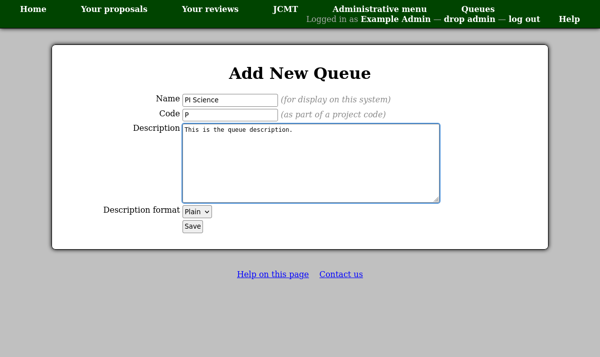 Home Your proposals Your reviews JCMT Administrative menu Queues
Logged in as Example Admin — drop admin — log out Help
Add New Queue
Name PI Science (for display on this system)
Code P (as part of a project code)
Description This is the queue description.
Description format Plain
Save
Help on this page Contact us